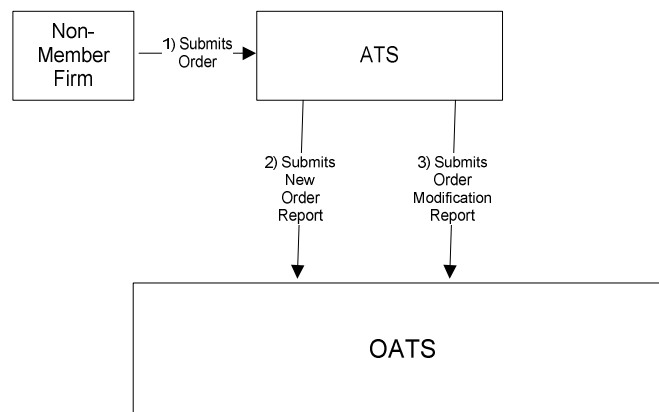 Non-
Member
Firm
1) Submits
Order
ATS
2) Submits
New
Order
Report
3) Submits
Order
Modification
Report
OATS